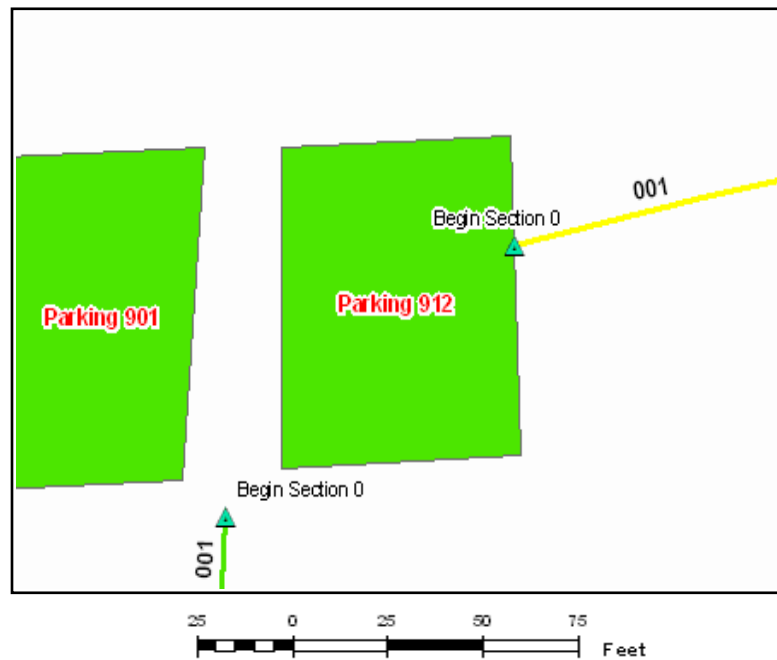 001
Begin Section 0
Parking 901
Parking 912
Begin Section 0
001
25 0 25 50 75
Feet